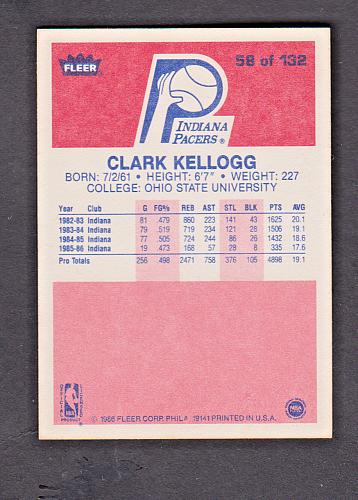 FLEER
58 of 132
INDIANA
PACERS ®
CLARK KELLOGG
BORN: 7/2/61 • HEIGHT: 6'7" • WEIGHT: 227
COLLEGE: OHIO STATE UNIVERSITY
Year Club G FG% REB AST STL BLK PTS AVG
1982-83 Indiana 81 .479 860 223 141 43 1625 20.1
1983-84 Indiana 79 .519 719 234 121 28 1506 19.1
1984-85 Indiana 77 .505 724 244 86 26 1432 18.6
1985-86 Indiana 19 .473 168 57 28 8 335 17.6
Pro Totals 256 .498 2471 758 376 105 4898 19.1
OFFICIAL
NBA
PRODUCT
© 1986 FLEER CORP. PHILA 19141 PRINTED IN U.S.A.